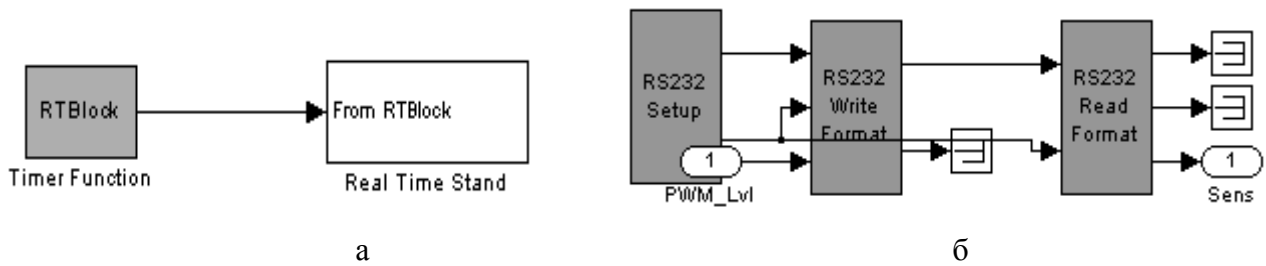 RTBlock
From RTBlock
Timer Function
Real Time Stand
а
RS232
Setup
1
PWM_Lvl
RS232
Write
Format
RS232
Read
Format
1
Sens
б